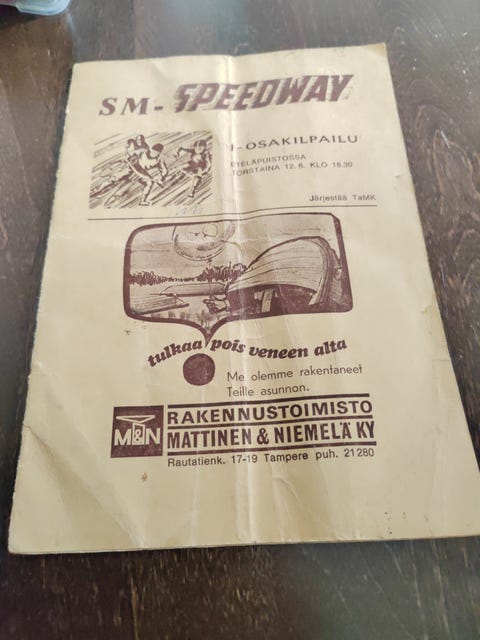 SM- SPEEDWAY
I-OSAKILPAILU
ETELÄPUISTOSSA
TORSTAINA 12.6. KLO 18.30
Järjestää TaMK
tulkaa pois veneen alta
Me olemme rakentaneet
Teille asunnon.
M&N
RAKENNUSTOIMISTO
MATTINEN & NIEMELÄ KY
Rautatienk. 17-19 Tampere puh. 21 280